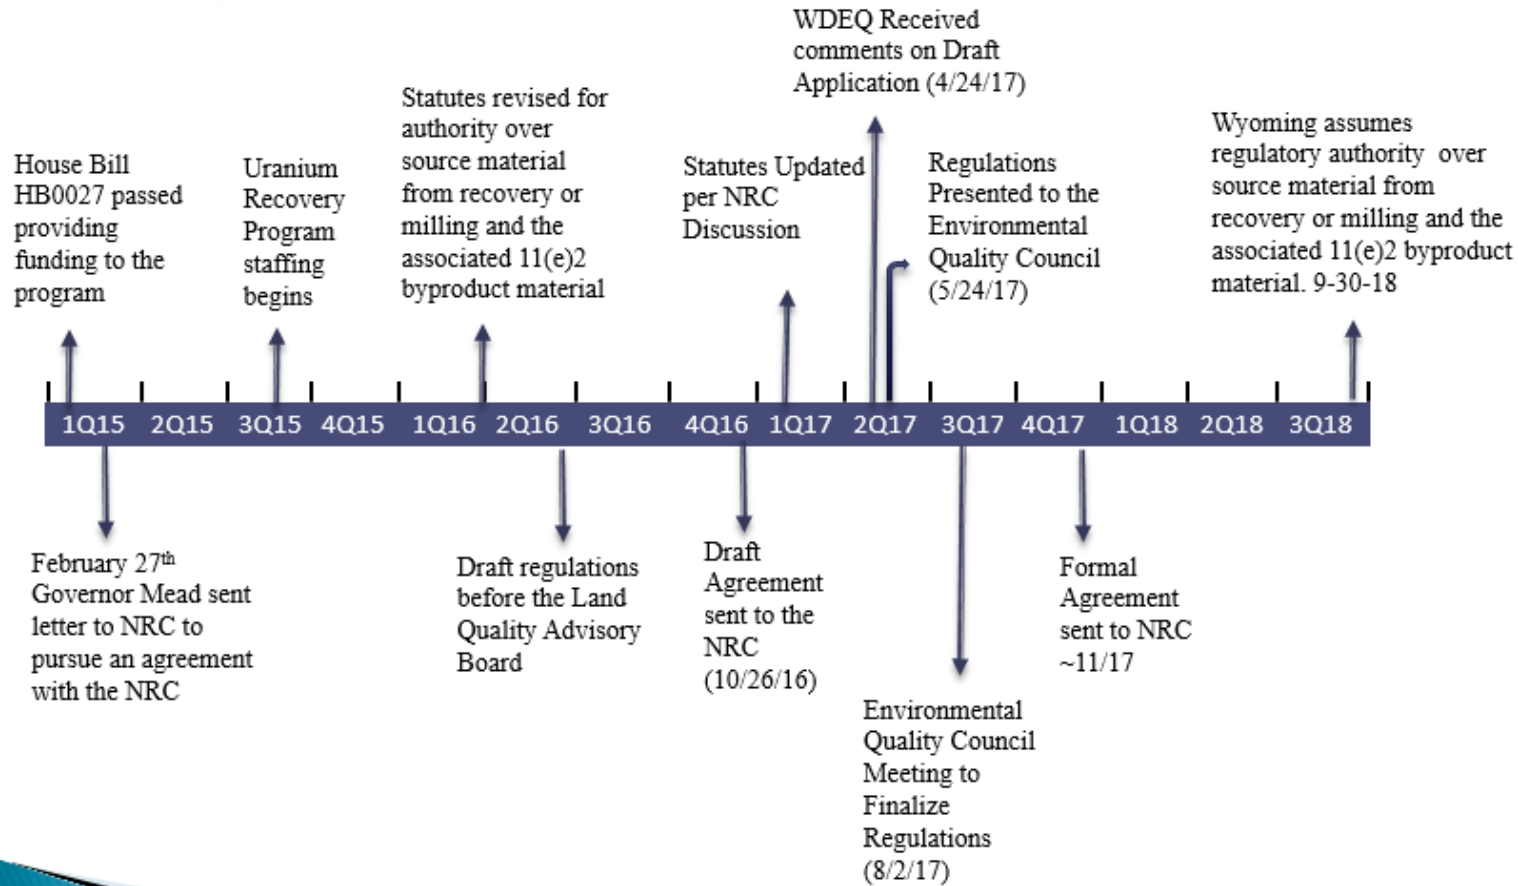 WDEQ Received
comments on Draft
Application (4/24/17)
House Bill
HB0027 passed
providing
funding to the
program
Uranium
Recovery
Program
staffing
begins
Statutes revised for
authority over
source material
from recovery or
milling and the
associated 11(e)2
byproduct material
Statutes Updated
per NRC
Discussion
Regulations
Presented to the
Environmental
Quality Council
(5/24/17)
Wyoming assumes
regulatory authority over
source material from
recovery or milling and the
associated 11(e)2 byproduct
material. 9-30-18
1Q15 2Q15 3Q15 4Q15 1Q16 2Q16 3Q16 4Q16 1Q17 2Q17 3Q17 4Q17 1Q18 2Q18 3Q18
February 27th
Governor Mead sent
letter to NRC to
pursue an agreement
with the NRC
Draft regulations
before the Land
Quality Advisory
Board
Draft
Agreement
sent to the
NRC
(10/26/16)
Environmental
Quality Council
Meeting to
Finalize
Regulations
(8/2/17)
Formal
Agreement
sent to NRC
~11/17